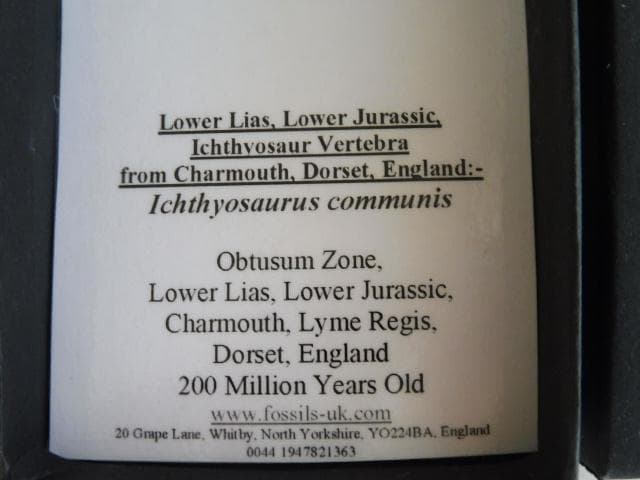 Lower Lias, Lower Jurassic,
Ichthyosaur Vertebra
from Charmouth, Dorset, England:-
Ichthyosaurus communis
Obtusum Zone,
Lower Lias, Lower Jurassic,
Charmouth, Lyme Regis,
Dorset, England
200 Million Years Old
www.fossils-uk.com
20 Grape Lane, Whitby, North Yorkshire, YO224BA, England
0044 1947821363